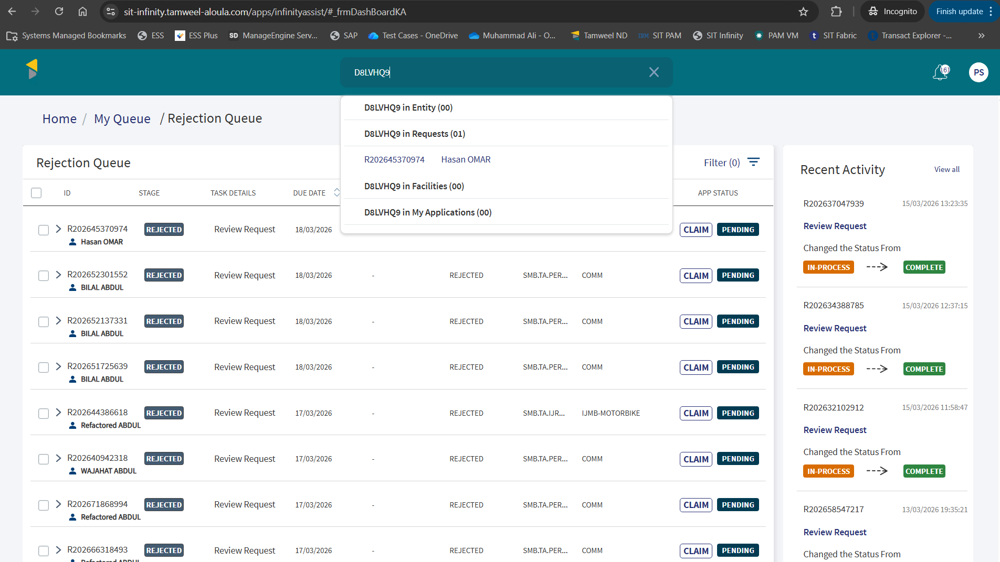 sit-infinity.tamweel-aloula.com/apps/infinityassist/#_frmDashBoardKA
Incognito
Finish update
Systems Managed Bookmarks
ESS
ESS Plus
SD ManageEngine Serv...
SAP
Test Cases - OneDrive
Muhammad Ali - O...
Tamweel ND
IBM SIT PAM
SIT Infinity
PAM VM
t SIT Fabric
t Transact Explorer -...
D8LVHQ9
161
PS
D8LVHQ9 in Entity (00)
D8LVHQ9 in Requests (01)
R202645370974 Hasan OMAR
D8LVHQ9 in Facilities (00)
D8LVHQ9 in My Applications (00)
Home / My Queue / Rejection Queue
Rejection Queue
Filter (0)
ID STAGE TASK DETAILS DUE DATE APP STATUS
R202645370974 REJECTED Review Request 18/03/2026 CLAIM PENDING
Hasan OMAR
R202652301552 REJECTED Review Request 18/03/2026 - REJECTED SMB.TA.PER... COMM CLAIM PENDING
BILAL ABDUL
R202652137331 REJECTED Review Request 18/03/2026 - REJECTED SMB.TA.PER... COMM CLAIM PENDING
BILAL ABDUL
R202651725639 REJECTED Review Request 18/03/2026 - REJECTED SMB.TA.PER... COMM CLAIM PENDING
BILAL ABDUL
R202644386618 REJECTED Review Request 17/03/2026 - REJECTED SMB.TA.IJR... IJMB-MOTORBIKE CLAIM PENDING
Refactored ABDUL
R202640942318 REJECTED Review Request 17/03/2026 - REJECTED SMB.TA.PER... COMM CLAIM PENDING
WAJAHAT ABDUL
R202671868994 REJECTED Review Request 17/03/2026 - REJECTED SMB.TA.PER... COMM CLAIM PENDING
Refactored ABDUL
R202666318493 REJECTED Review Request 17/03/2026 - REJECTED SMB.TA.PER... COMM CLAIM PENDING
Refactored ABDUL
Recent Activity View all
R202637047939 15/03/2026 13:23:35
Review Request
Changed the Status From
IN-PROCESS COMPLETE
R202634388785 15/03/2026 12:37:15
Review Request
Changed the Status From
IN-PROCESS COMPLETE
R202632102912 15/03/2026 11:58:47
Review Request
Changed the Status From
IN-PROCESS COMPLETE
R202658547217 13/03/2026 19:35:21
Review Request
Changed the Status From